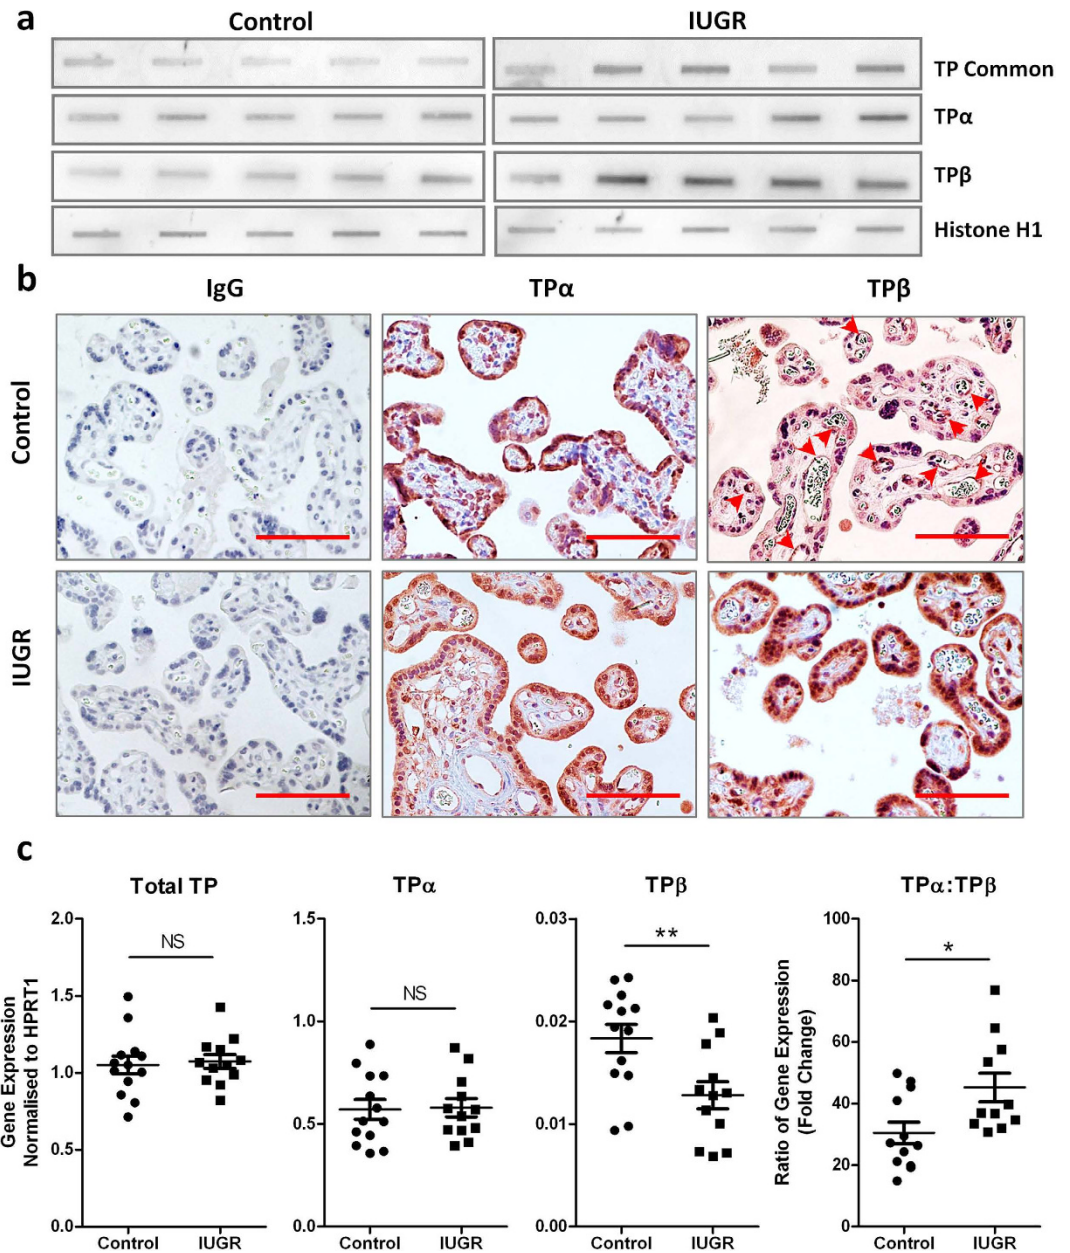 a
Control IUGR
TP Common
TPα
TPβ
Histone H1
b
IgG TPα TPβ
Control
IUGR
c
Total TP
Gene Expression
Normalised to HPRT1
2.0
1.5
1.0
0.5
0.0
NS
Control IUGR
TPα
1.5
1.0
0.5
0.0
NS
Control IUGR
TPβ
0.03
0.02
0.01
0.00
**
Control IUGR
TPα:TPβ
Ratio of Gene Expression
(Fold Change)
100
80
60
40
20
0
*
Control IUGR